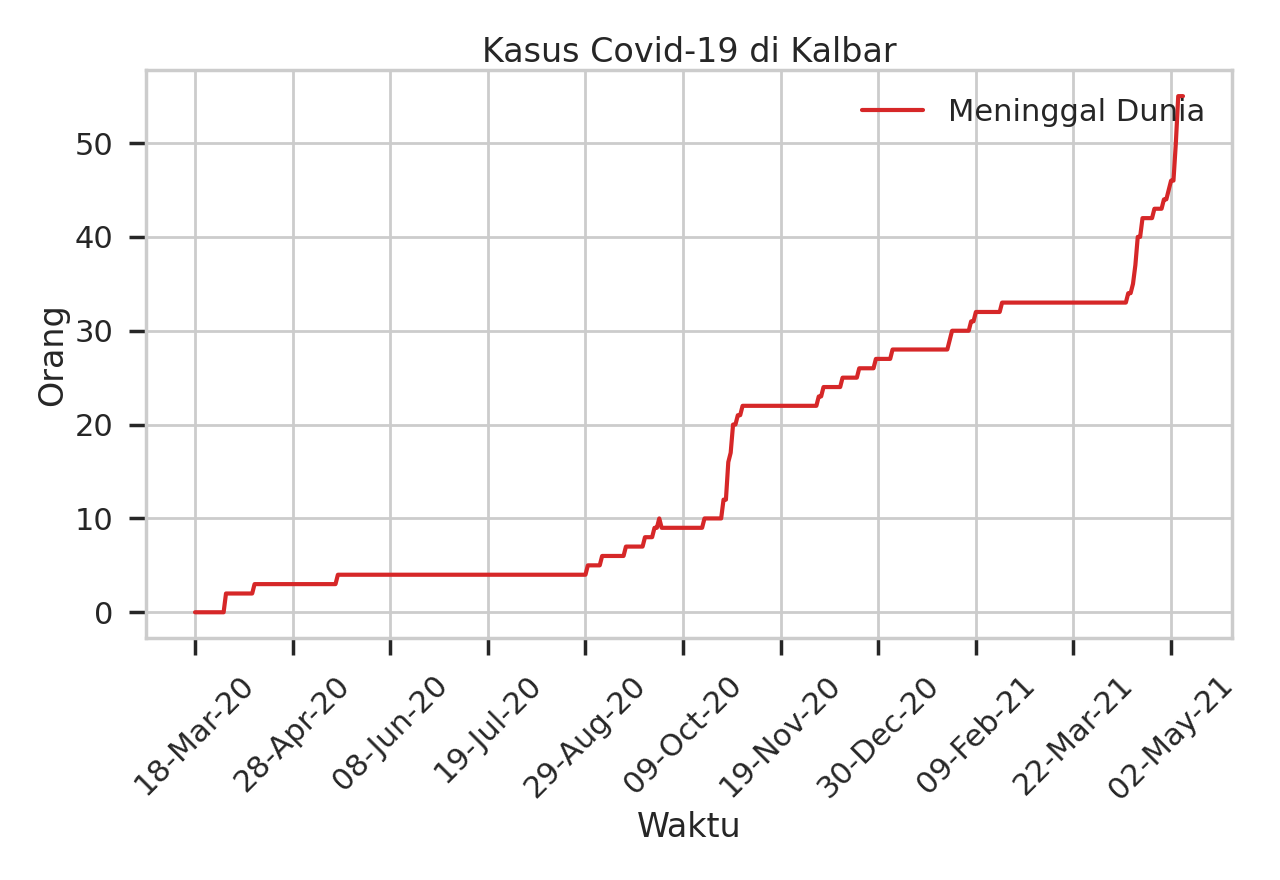 Kasus Covid-19 di Kalbar
Meninggal Dunia
Orang
50
40
30
20
10
0
18-Mar-20
28-Apr-20
08-Jun-20
19-Jul-20
29-Aug-20
09-Oct-20
19-Nov-20
30-Dec-20
09-Feb-21
22-Mar-21
02-May-21
Waktu